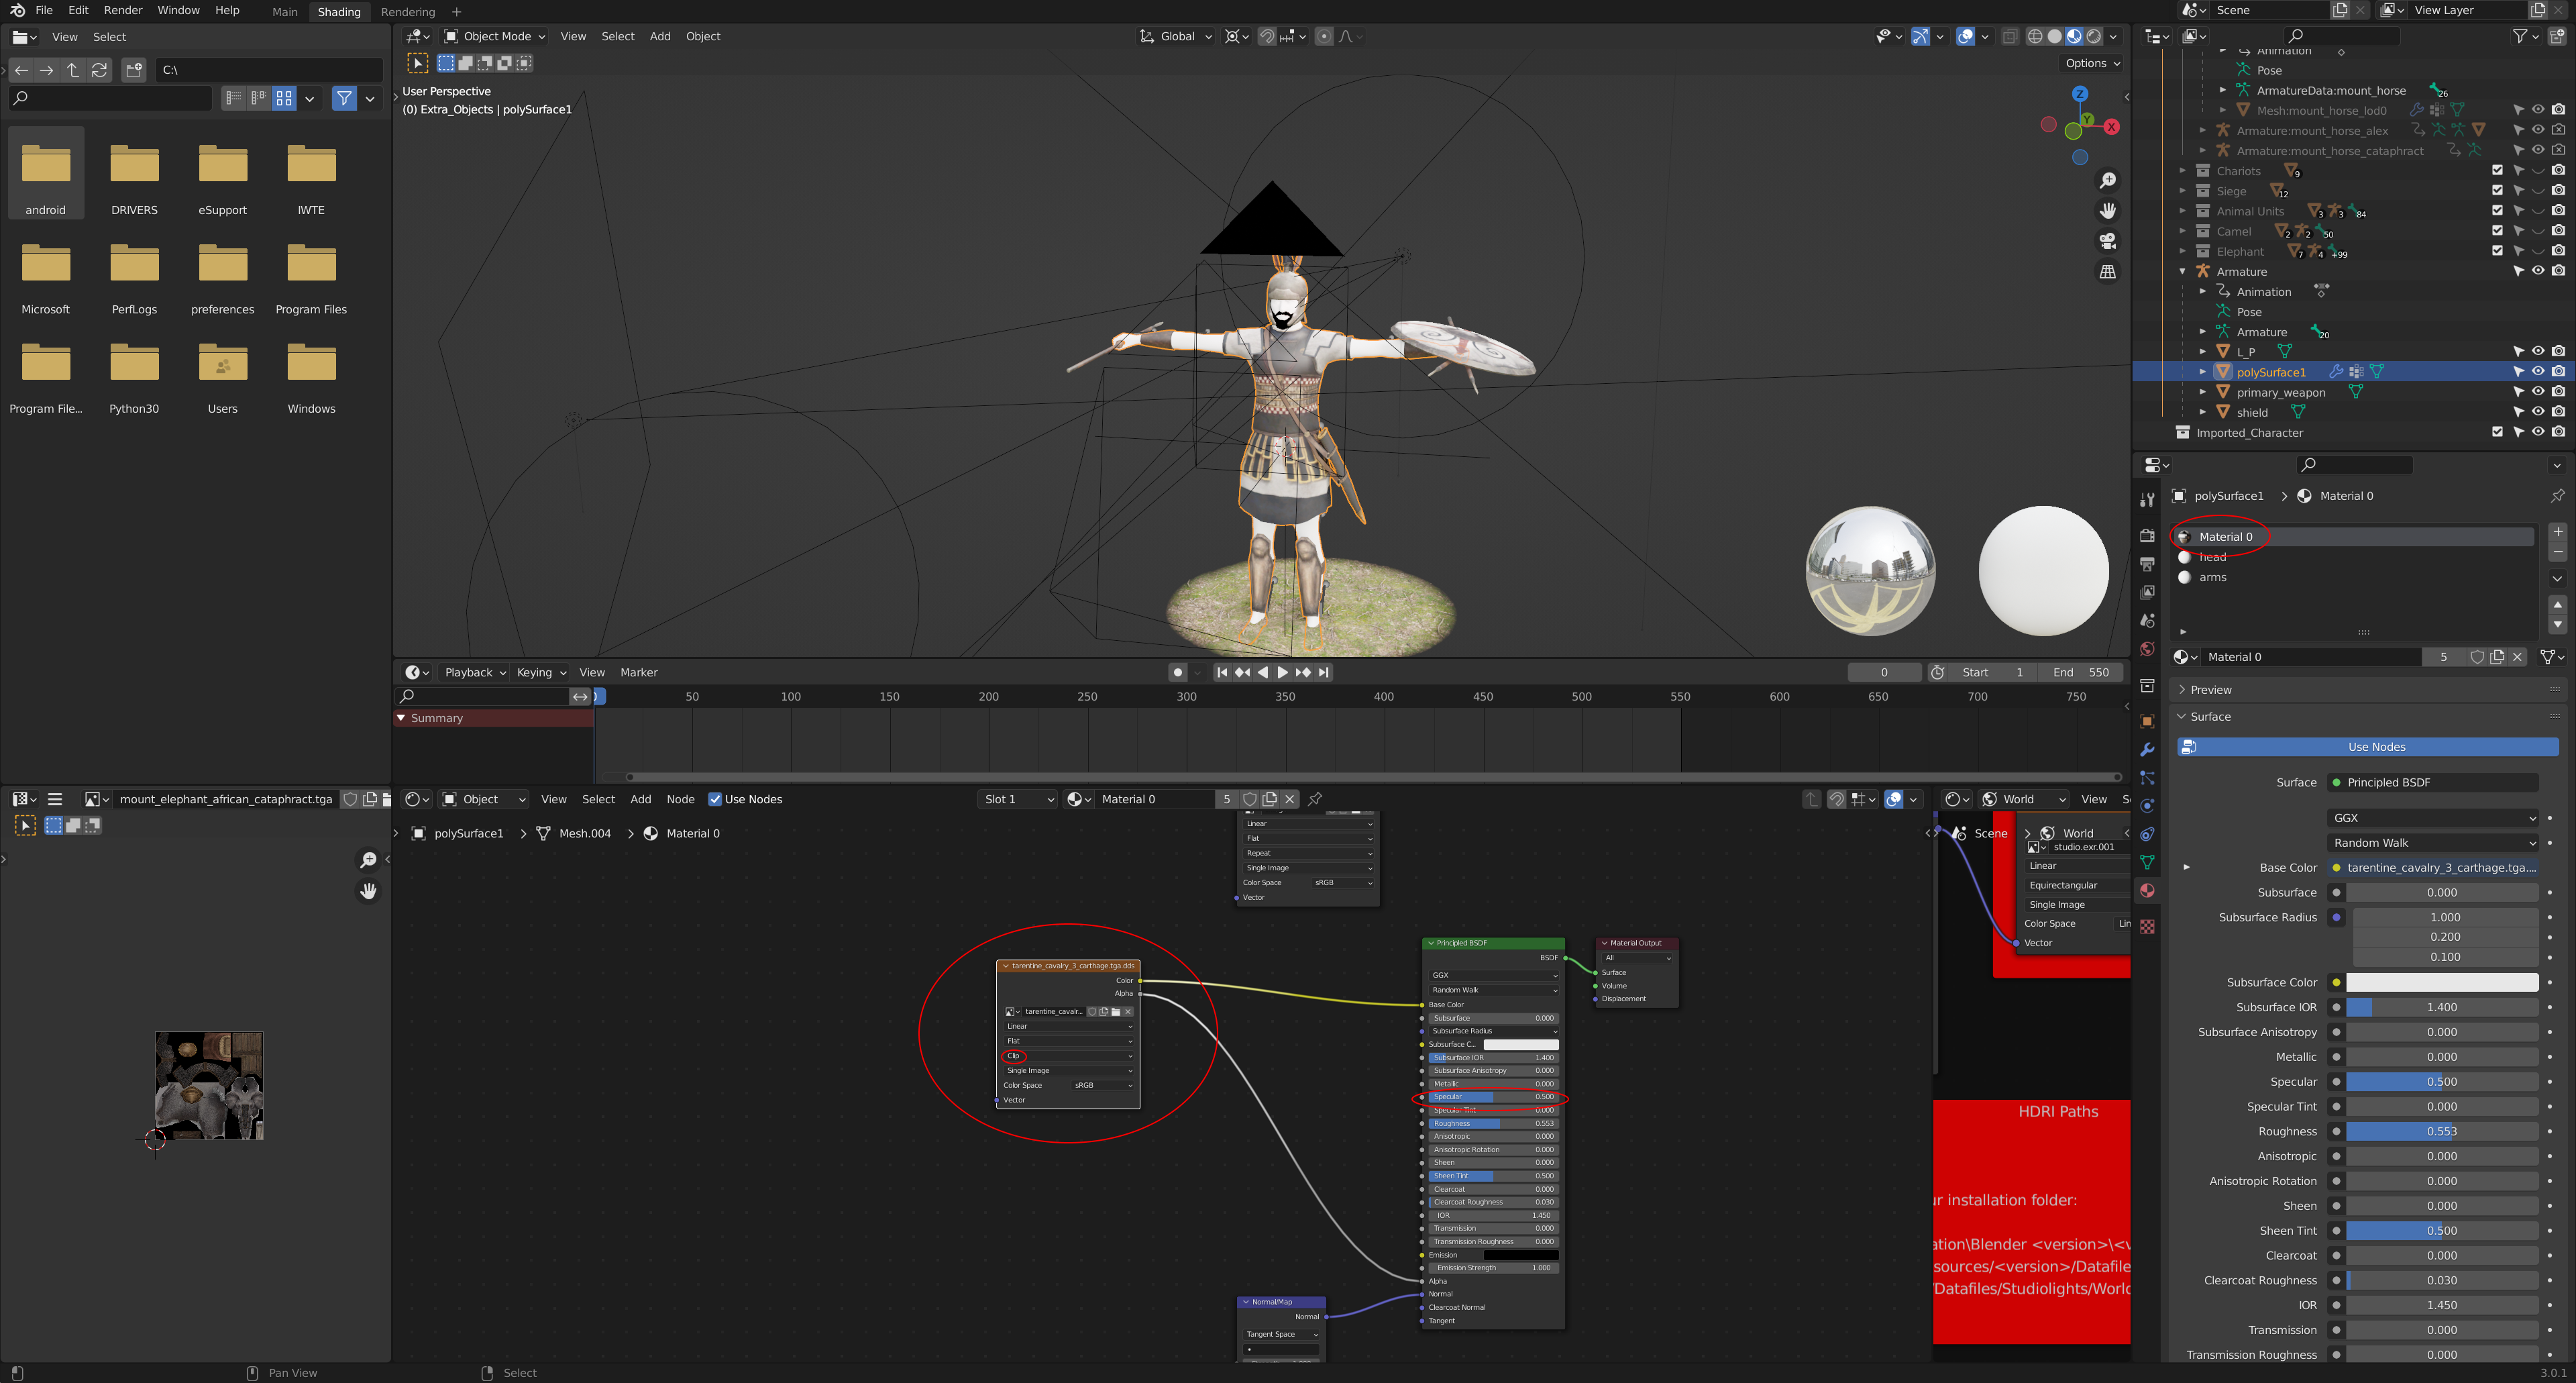 File Edit Render Window Help Main Shading Rendering + Scene View Layer
View Select
Object Mode View Select Add Object Global
C:\
Options
User Perspective
(0) Extra_Objects | polySurface1
Z
Y
X
android DRIVERS eSupport IWTE
Microsoft PerfLogs preferences Program Files
Program File... Python30 Users Windows
Animation
Pose
ArmatureData:mount_horse 26
Mesh:mount_horse_lod0
Armature:mount_horse_alex
Armature:mount_horse_cataphract
Chariots 9
Siege 12
Animal Units 3 3 84
Camel 2 2 50
Elephant 7 4 +99
Armature
Animation
Pose
Armature 20
L_P
polySurface1
primary_weapon
shield
Imported_Character
polySurface1 > Material 0
Material 0
head
arms
Material 0 5
Preview
Surface
Use Nodes
Surface Principled BSDF
GGX
Random Walk
Base Color tarentine_cavalry_3_carthage.tga....
Subsurface 0.000
Subsurface Radius 1.000
0.200
0.100
Subsurface Color
Subsurface IOR 1.400
Subsurface Anisotropy 0.000
Metallic 0.000
Specular 0.500
Specular Tint 0.000
Roughness 0.553
Anisotropic 0.000
Anisotropic Rotation 0.000
Sheen 0.000
Sheen Tint 0.500
Clearcoat 0.000
Clearcoat Roughness 0.030
IOR 1.450
Transmission 0.000
Transmission Roughness 0.000
Playback Keying View Marker 0 Start 1 End 550
0 50 100 150 200 250 300 350 400 450 500 550 600 650 700 750
Summary
mount_elephant_african_cataphract.tga
Object View Select Add Node Use Nodes Slot 1 Material 0 5
polySurface1 > Mesh.004 > Material 0
Linear
Flat
Repeat
Single Image
Color Space sRGB
Vector
tarentine_cavalry_3_carthage.tga.dds
Color
Alpha
tarentine_cavalr...
Linear
Flat
Clip
Single Image
Color Space sRGB
Vector
Principled BSDF
BSDF
GGX
Random Walk
Base Color
Subsurface 0.000
Subsurface Radius
Subsurface C...
Subsurface IOR 1.400
Subsurface Anisotropy 0.000
Metallic 0.000
Specular 0.500
Specular Tint 0.000
Roughness 0.553
Anisotropic 0.000
Anisotropic Rotation 0.000
Sheen 0.000
Sheen Tint 0.500
Clearcoat 0.000
Clearcoat Roughness 0.030
IOR 1.450
Transmission 0.000
Transmission Roughness 0.000
Emission
Emission Strength 1.000
Alpha
Normal
Clearcoat Normal
Tangent
Material Output
All
Surface
Volume
Displacement
Normal/Map
Normal
Tangent Space
World View
Scene > World
studio.exr.001
Linear
Equirectangular
Single Image
Color Space Lin
Vector
HDRI Paths
ur installation folder:
ation\Blender <version>\<v
sources/<version>/Datafile
/Datafiles/Studiolights/World
Pan View Select 3.0.1